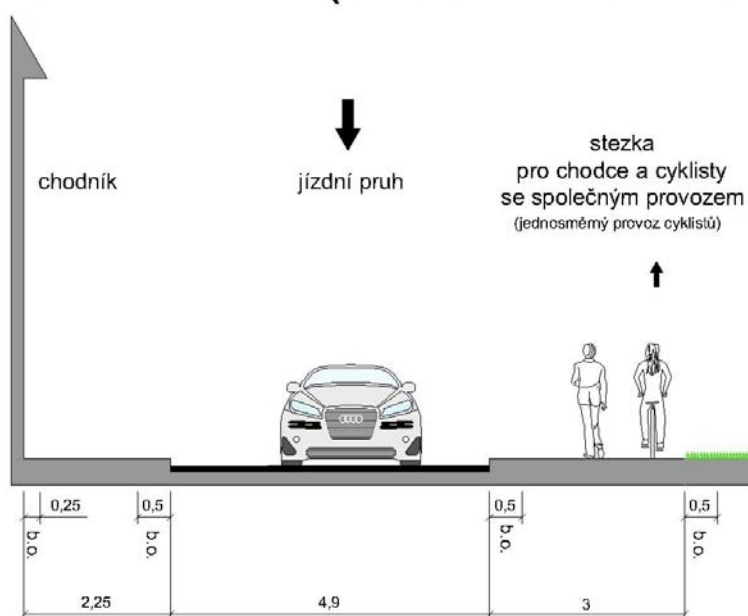 chodník
jízdní pruh
stezka
pro chodce a cyklisty
se společným provozem
(jednosměrný provoz cyklistů)
0,25
0,5
0,5
0,5
b.o.
b.o.
b.o.
b.o.
2,25
4,9
3